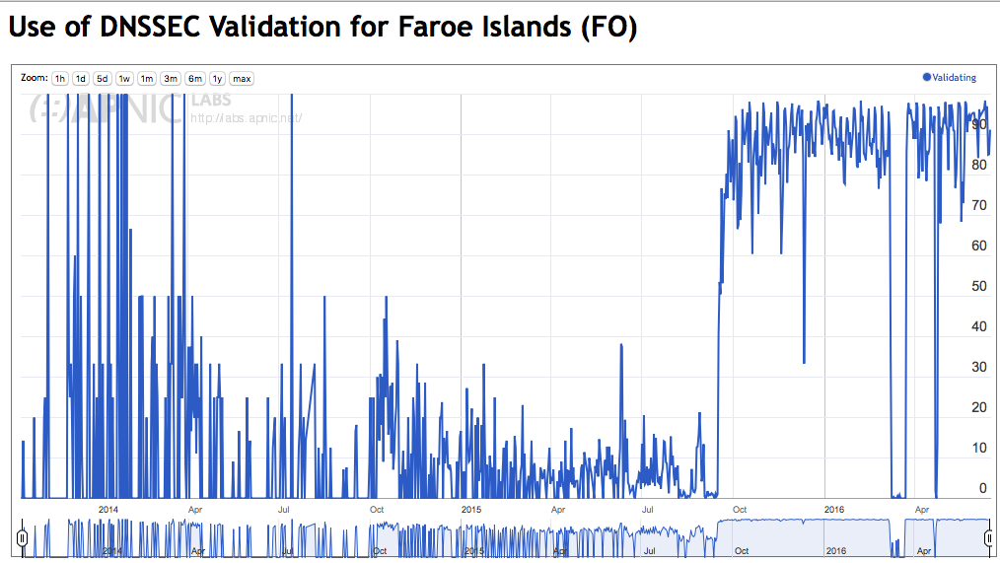 Use of DNSSEC Validation for Faroe Islands (FO)
Zoom: 1h 1d 5d 1w 1m 3m 6m 1y max
Validating
(::)APNIC LABS
http://labs.apnic.net/
90
80
70
60
50
40
30
20
10
0
2014 Apr Jul Oct 2015 Apr Jul Oct 2016 Apr
2014 Apr Jul Oct 2015 Apr Jul Oct 2016 Apr